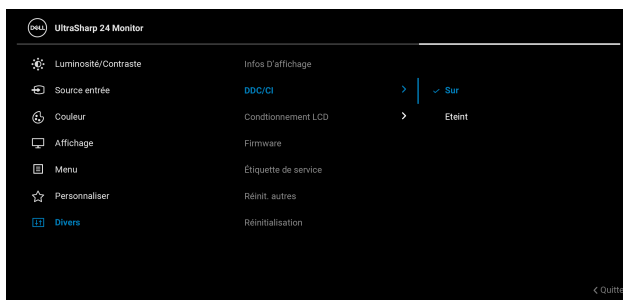 DELL UltraSharp 24 Monitor
Luminosité/Contraste Infos D'affichage
Source entrée DDC/CI Sur
Couleur Condtionnement LCD Eteint
Affichage Firmware
Menu Étiquette de service
Personnaliser Réinit. autres
Divers Réinitialisation
Quitte